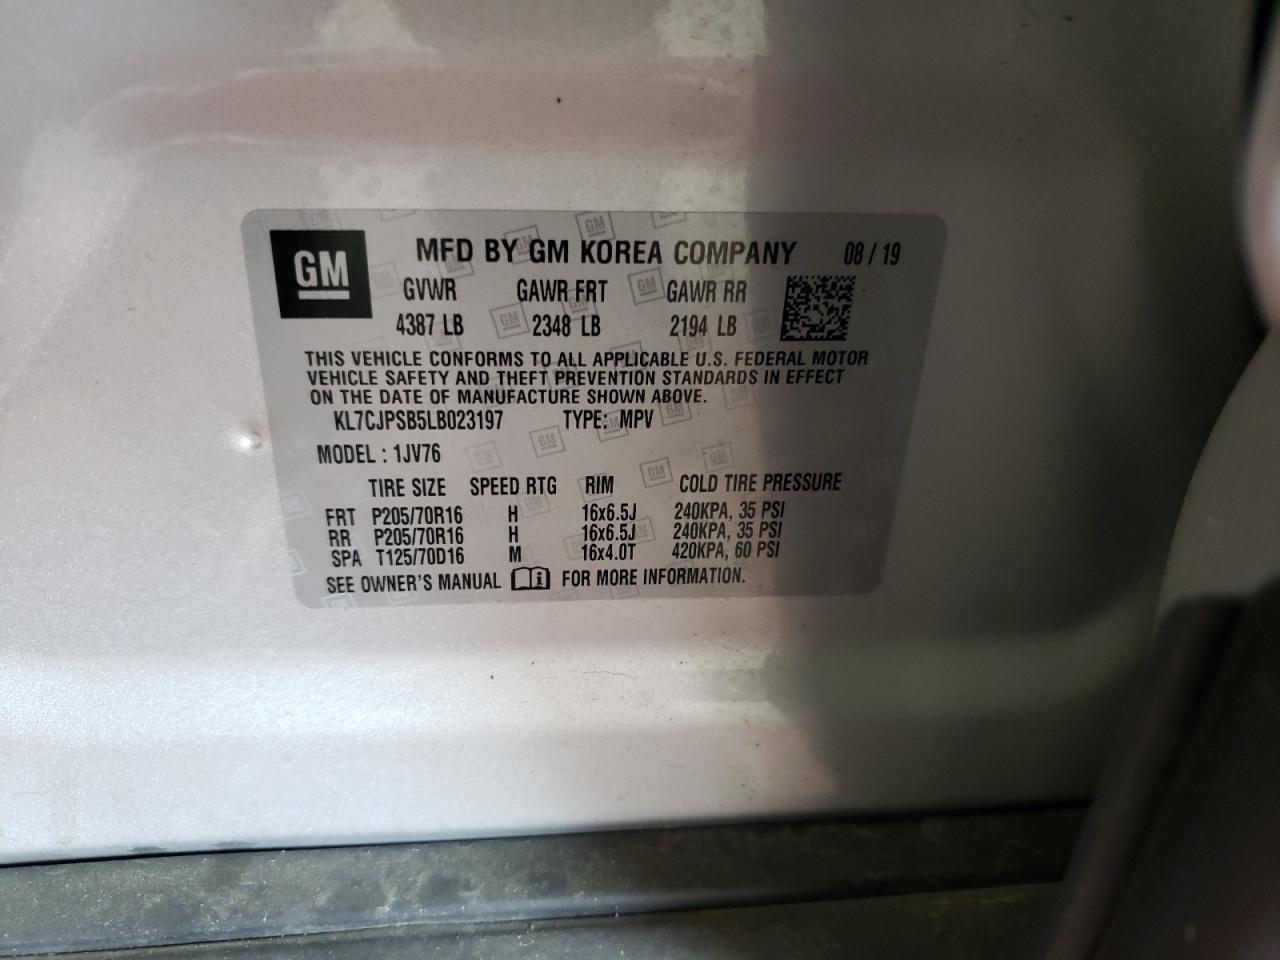 GM
MFD BY GM KOREA COMPANY 08 / 19
GVWR GAWR FRT GAWR RR
4387 LB 2348 LB 2194 LB
THIS VEHICLE CONFORMS TO ALL APPLICABLE U.S. FEDERAL MOTOR
VEHICLE SAFETY AND THEFT PREVENTION STANDARDS IN EFFECT
ON THE DATE OF MANUFACTURE SHOWN ABOVE.
KL7CJPSB5LB023197 TYPE: MPV
MODEL : 1JV76
TIRE SIZE SPEED RTG RIM COLD TIRE PRESSURE
FRT P205/70R16 H 16x6.5J 240KPA, 35 PSI
RR P205/70R16 H 16x6.5J 240KPA, 35 PSI
SPA T125/70D16 M 16x4.0T 420KPA, 60 PSI
SEE OWNER'S MANUAL FOR MORE INFORMATION.